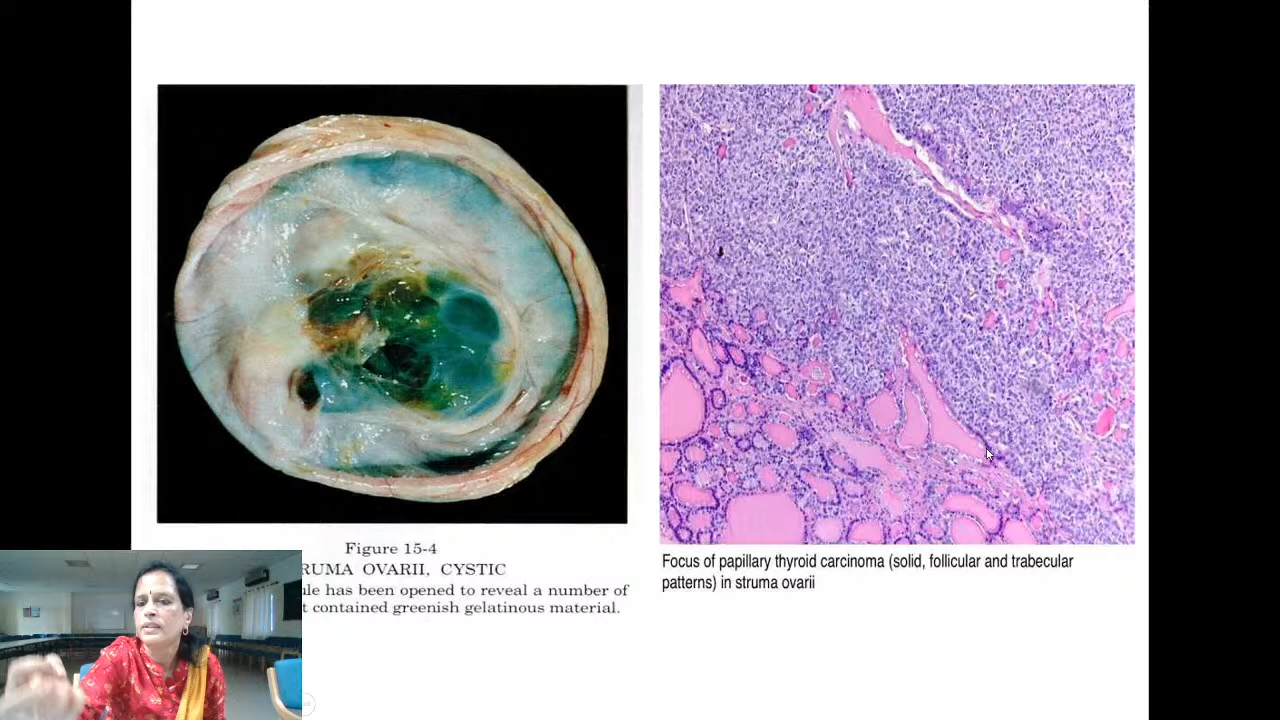 Figure 15-4
RUMA OVARII, CYSTIC
le has been opened to reveal a number of
t contained greenish gelatinous material.
Focus of papillary thyroid carcinoma (solid, follicular and trabecular
patterns) in struma ovarii